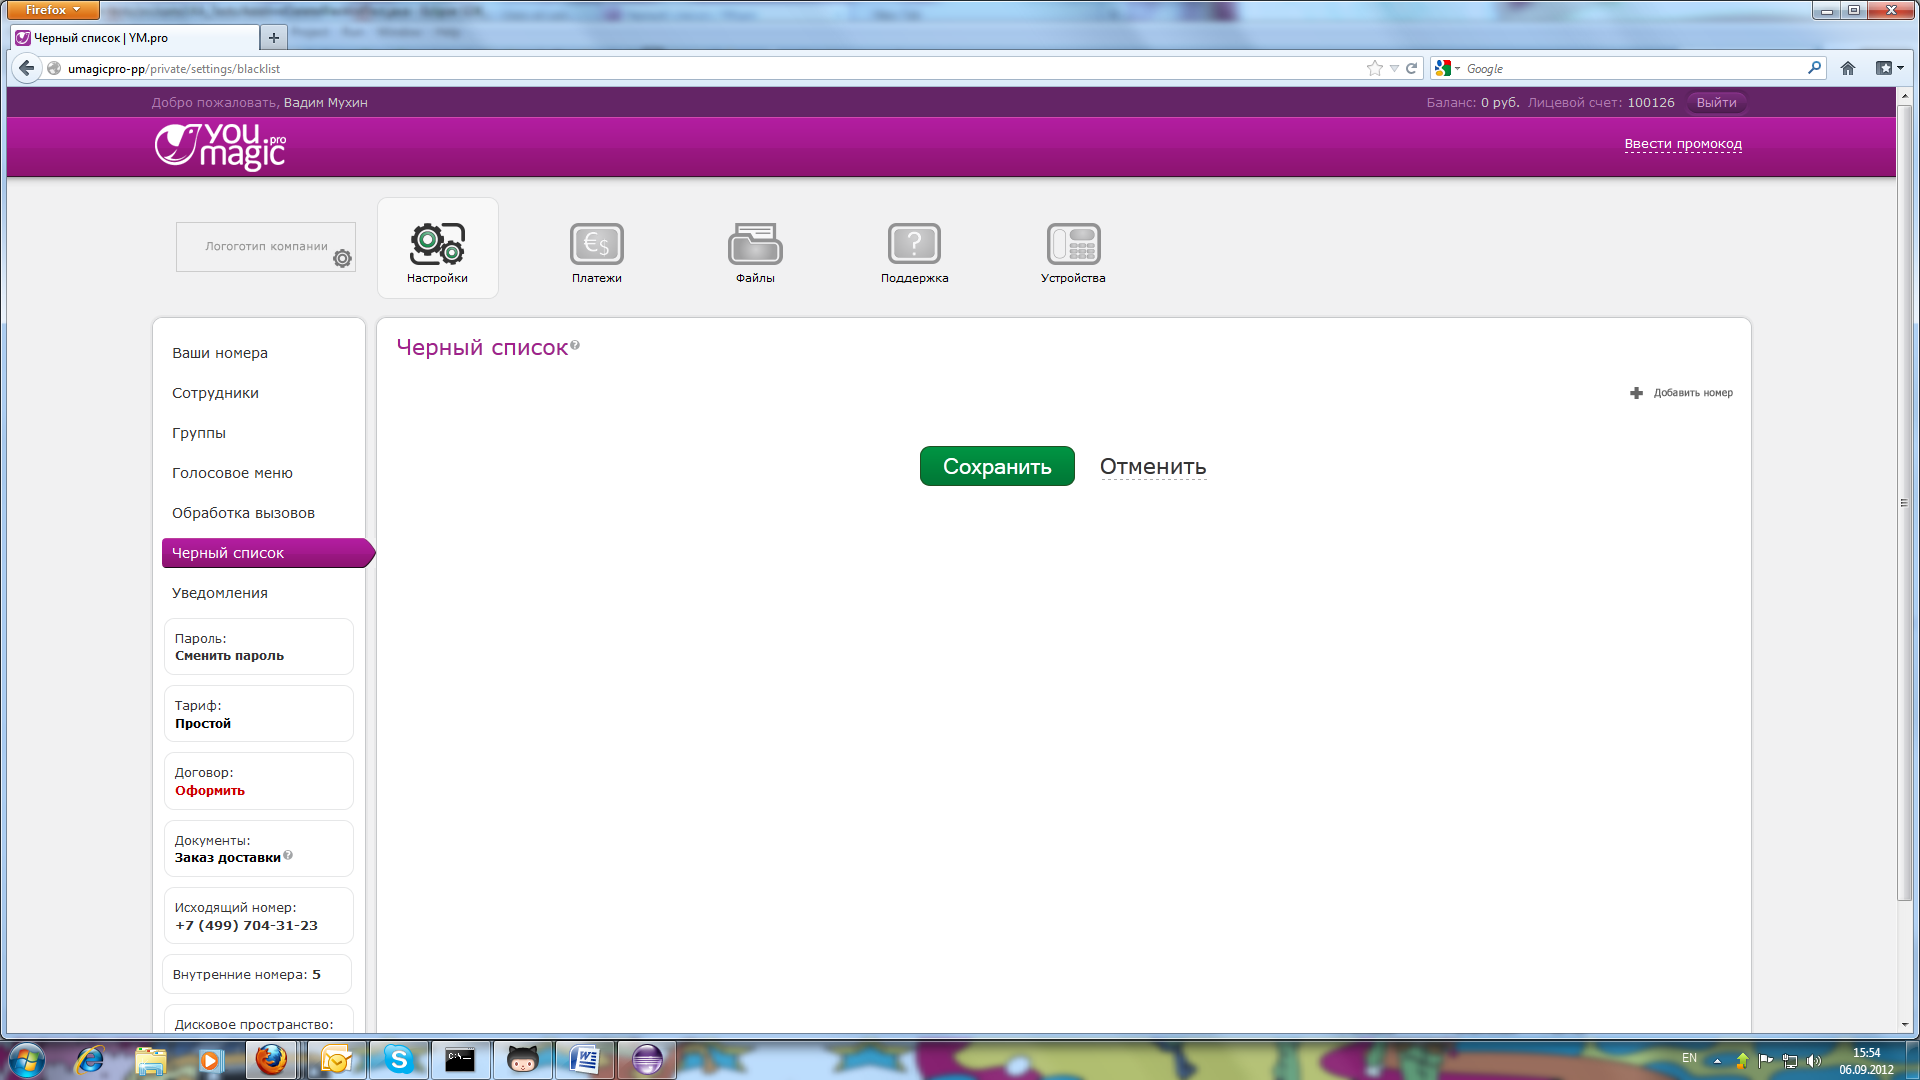 Firefox
Черный список | YM.pro
umagicpro-pp/private/settings/blacklist
Google
Добро пожаловать, Вадим Мухин
Баланс: 0 руб. Лицевой счет: 100126 Выйти
you magic pro
Ввести промокод
Логоготип компании
Настройки
Платежи
Файлы
Поддержка
Устройства
Ваши номера
Сотрудники
Группы
Голосовое меню
Обработка вызовов
Черный список
Уведомления
Пароль:
Сменить пароль
Тариф:
Простой
Договор:
Оформить
Документы:
Заказ доставки
Исходящий номер:
+7 (499) 704-31-23
Внутренние номера: 5
Дисковое пространство:
Черный список
Добавить номер
Сохранить Отменить
EN
15:54
06.09.2012